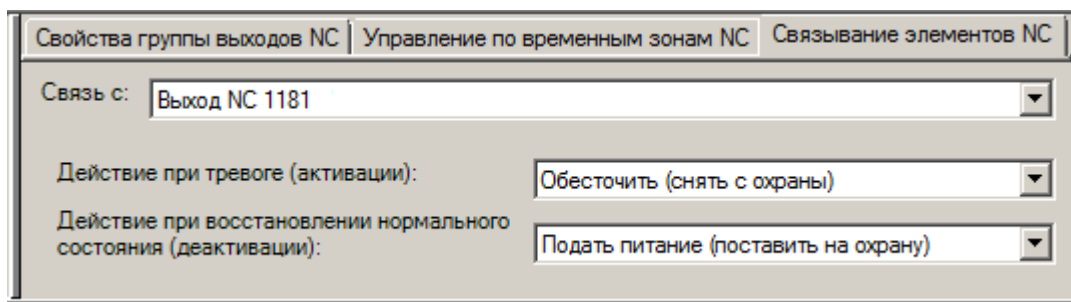 Свойства группы выходов NC Управление по временным зонам NC Связывание элементов NC
Связь с: Выход NC 1181
Действие при тревоге (активации): Обесточить (снять с охраны)
Действие при восстановлении нормального
состояния (деактивации): Подать питание (поставить на охрану)